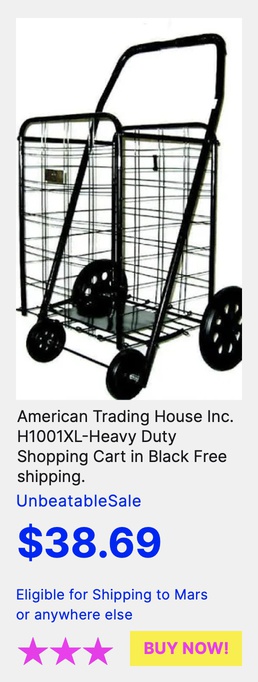 American Trading House Inc.
H1001XL-Heavy Duty
Shopping Cart in Black Free
shipping.
UnbeatableSale
$38.69
Eligible for Shipping to Mars
or anywhere else
BUY NOW!